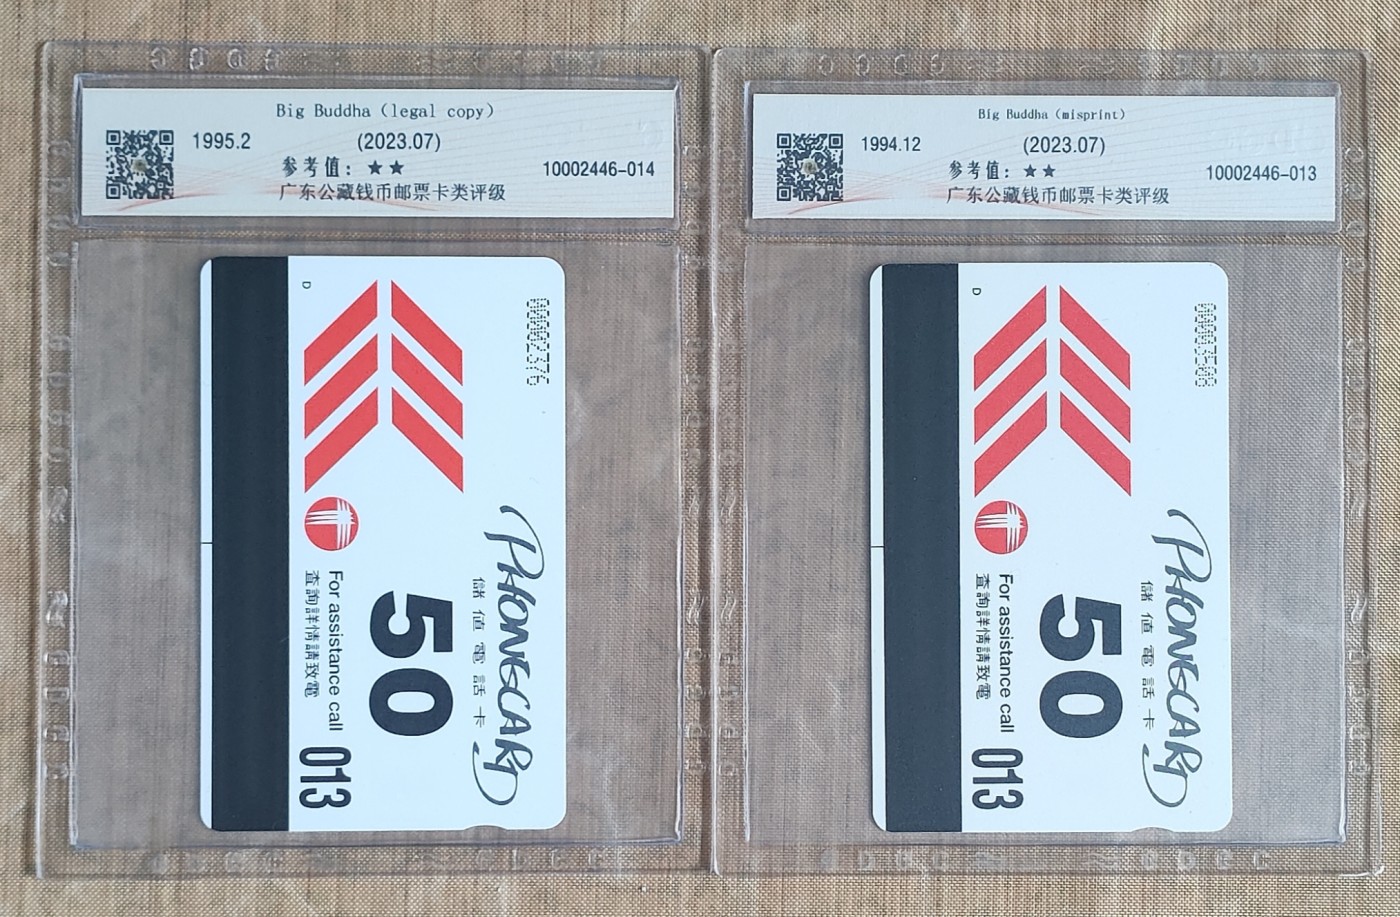 Big Buddha (legal copy)
1995.2
(2023.07)
参考值：★★
10002446-014
广东公藏钱币邮票卡类评级
D
00002376
PHONECARD
儲值電話卡
50
For assistance call
查詢詳情請致電
013
Big Buddha (misprint)
1994.12
(2023.07)
参考值：★★
10002446-013
广东公藏钱币邮票卡类评级
D
00003508
PHONECARD
儲值電話卡
50
For assistance call
查詢詳情請致電
013